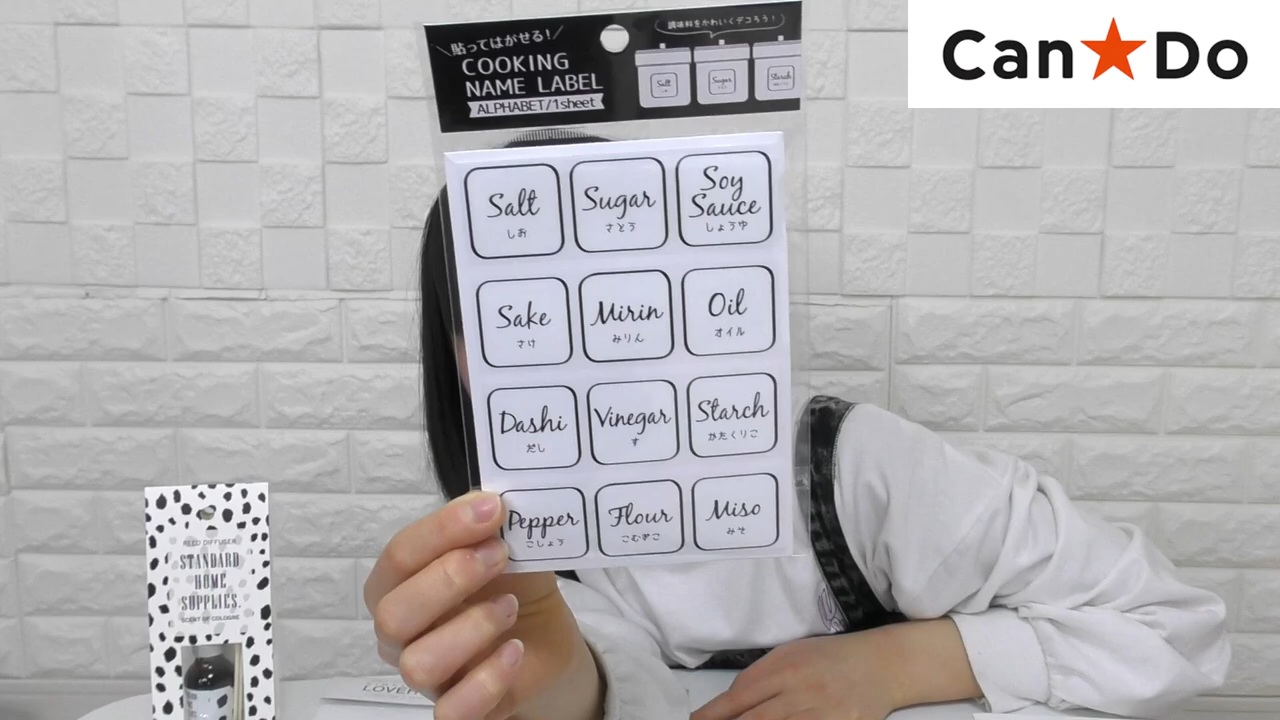 Can★Do
貼ってはがせる!
COOKING
NAME LABEL
ALPHABET/1sheet
調味料をかわいくデコろう!
Salt
Sugar
Starch
Salt
しお
Sugar
さとう
Soy
Sauce
しょうゆ
Sake
さけ
Mirin
みりん
Oil
オイル
Dashi
だし
Vinegar
す
Starch
かたくりこ
Pepper
こしょう
Flour
こむぎこ
Miso
みそ
REED DIFFUSER
STANDARD
HOME
SUPPLIES.
SCENT OF COLOGNE